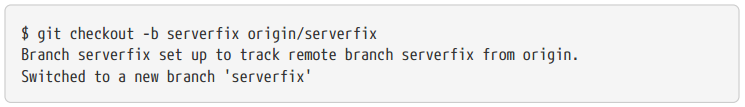 $ git checkout -b serverfix origin/serverfix
Branch serverfix set up to track remote branch serverfix from origin.
Switched to a new branch 'serverfix'